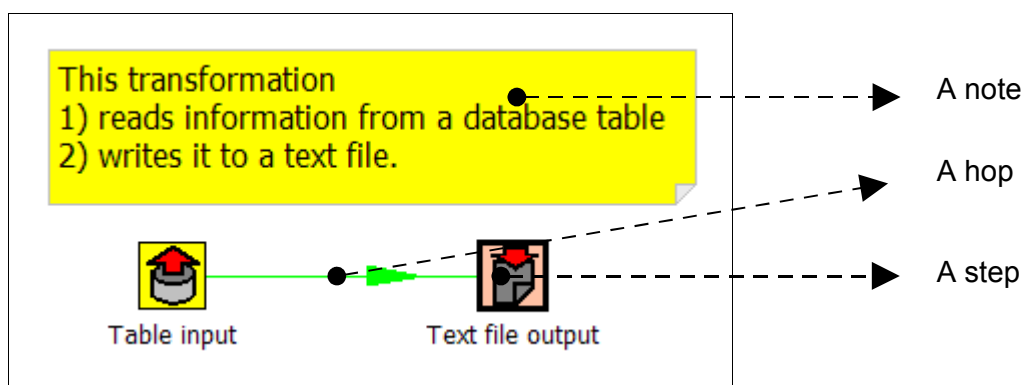 This transformation
1) reads information from a database table
2) writes it to a text file.
A note
A hop
A step
Table input
Text file output